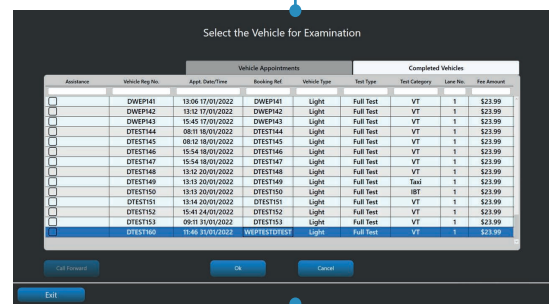 Select the Vehicle for Examination
Vehicle Appointments Completed Vehicles
Assistance Vehicle Reg No. Appt. Date/Time Booking Ref. Vehicle Type Test Type Test Category Lane No. Fee Amount
DWEP141 13:06 17/01/2022 DWEP141 Light Full Test VT 1 $23.99
DWEP142 13:12 17/01/2022 DWEP142 Light Full Test VT 1 $23.99
DWEP143 15:45 17/01/2022 DWEP143 Light Full Test VT 1 $23.99
DTEST144 08:11 18/01/2022 DTEST144 Light Full Test VT 1 $23.99
DTEST145 08:12 18/01/2022 DTEST145 Light Full Test VT 1 $23.99
DTEST146 15:54 18/01/2022 DTEST146 Light Full Test VT 1 $23.99
DTEST147 15:54 18/01/2022 DTEST147 Light Full Test VT 1 $23.99
DTEST148 13:12 20/01/2022 DTEST148 Light Full Test VT 1 $23.99
DTEST149 13:13 20/01/2022 DTEST149 Light Full Test Taxi 1 $23.99
DTEST150 13:13 20/01/2022 DTEST150 Light Full Test IBT 1 $23.99
DTEST151 13:14 20/01/2022 DTEST151 Light Full Test VT 1 $23.99
DTEST152 15:41 24/01/2022 DTEST152 Light Full Test VT 1 $23.99
DTEST153 09:11 31/01/2022 DTEST153 Light Full Test VT 1 $23.99
DTEST160 11:46 31/01/2022 WEPTESTDTEST Light Full Test VT 1 $23.99
Call Forward Ok Cancel
Exit